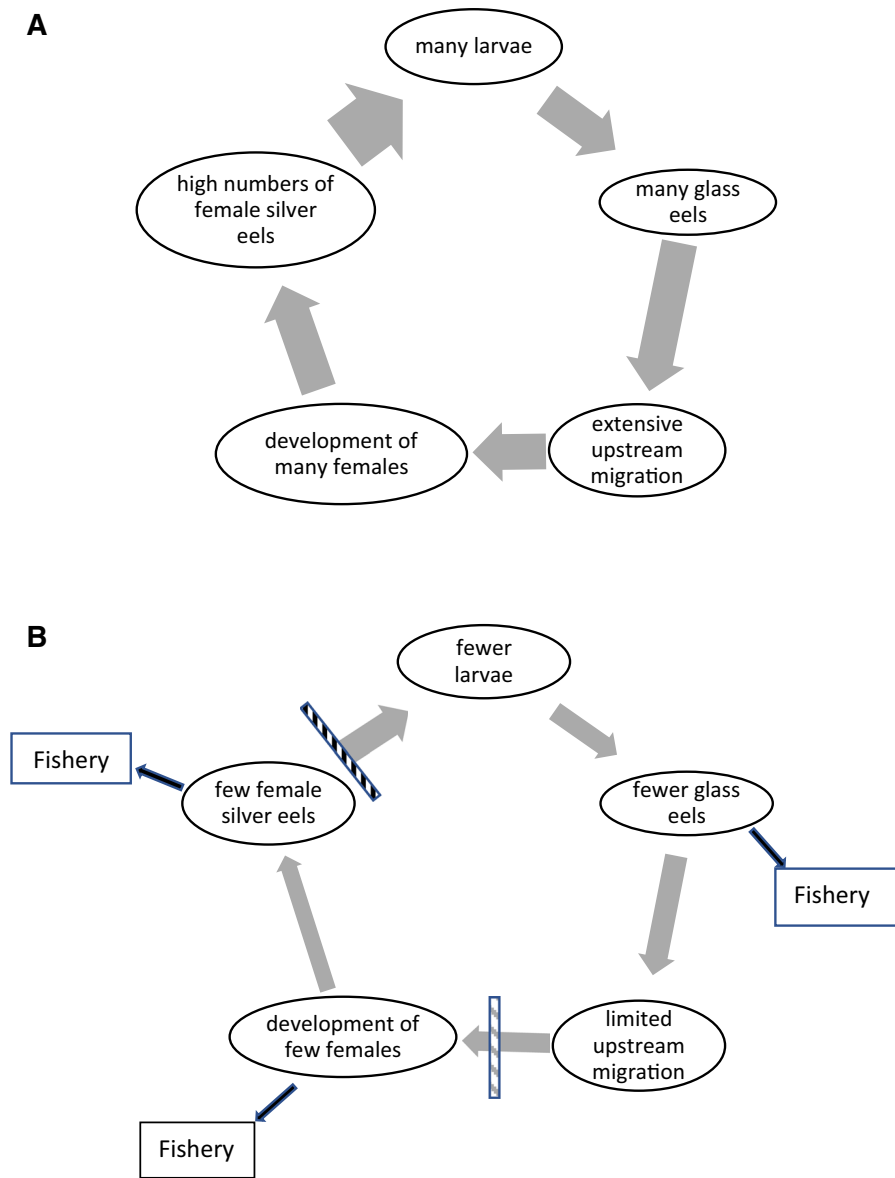 A
many larvae
many glass
eels
extensive
upstream
migration
development of
many females
high numbers of
female silver
eels
B
fewer
larvae
fewer glass
eels
Fishery
limited
upstream
migration
development of
few females
Fishery
few female
silver eels
Fishery